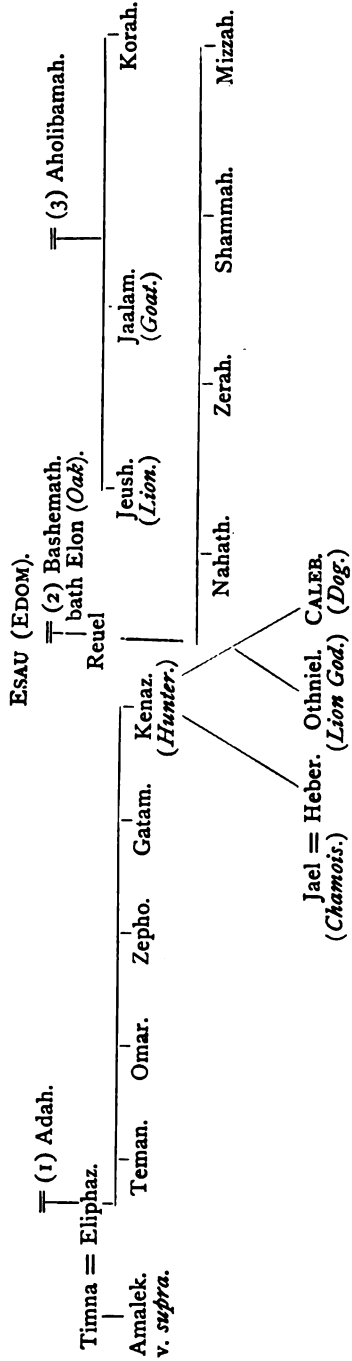 ESAU (EDOM).
= (1) Adah. = (2) Bashemath. = (3) Aholibamah.
bath Elon (Oak).
Timna = Eliphaz. Reuel
Amalek. Teman. Omar. Zepho. Gatam. Kenaz. Jeush. Jaalam. Korah.
v. supra. (Hunter.) (Lion.) (Goat.)
Nahath. Zerah. Shammah. Mizzah.
Jael = Heber. Othniel. CALEB.
(Chamois.) (Lion God.) (Dog.)